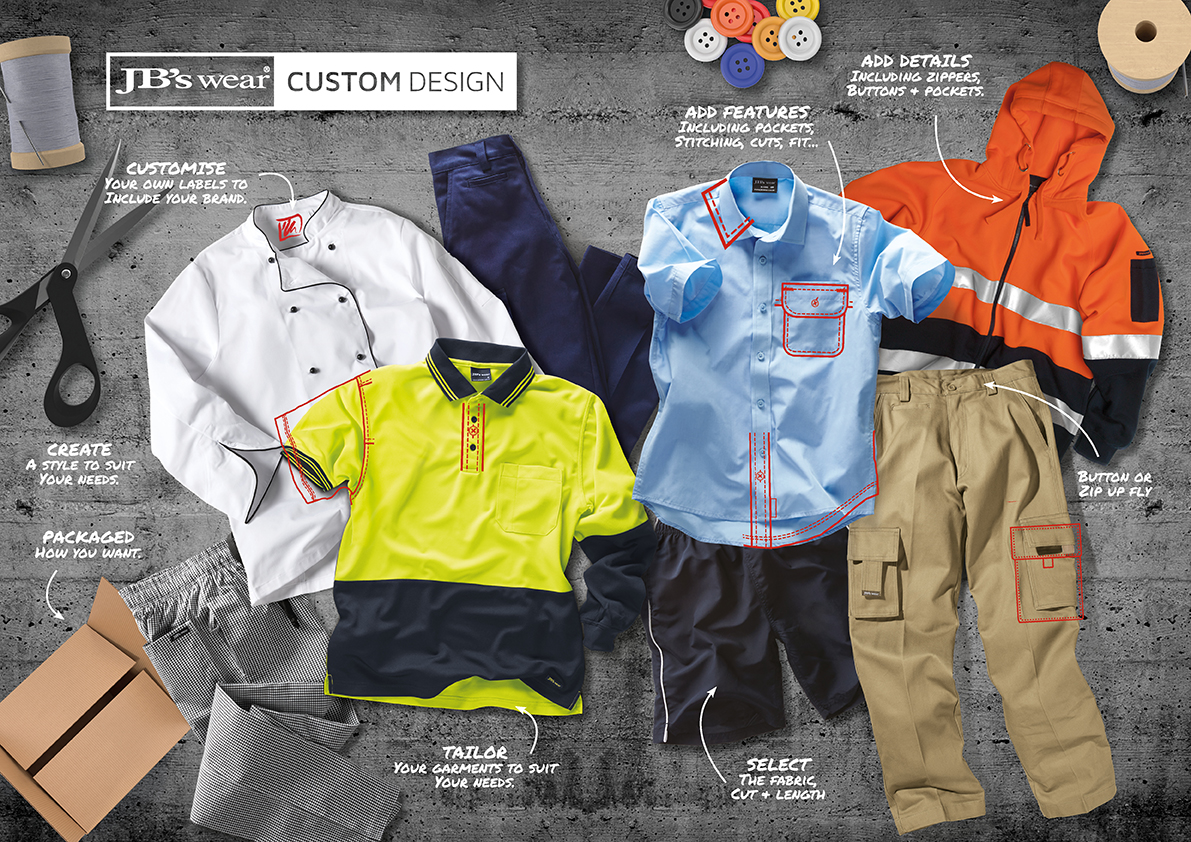 JB's wear® CUSTOM DESIGN
ADD DETAILS
INCLUDING ZIPPERS,
BUTTONS + POCKETS.
ADD FEATURES
INCLUDING POCKETS,
STITCHING, CUTS, FIT...
CUSTOMISE
YOUR OWN LABELS TO
INCLUDE YOUR BRAND.
JB's wear
CREATE
A STYLE TO SUIT
YOUR NEEDS.
BUTTON OR
ZIP UP FLY
PACKAGED
HOW YOU WANT.
TAILOR
YOUR GARMENTS TO SUIT
YOUR NEEDS.
SELECT
THE FABRIC,
CUT + LENGTH